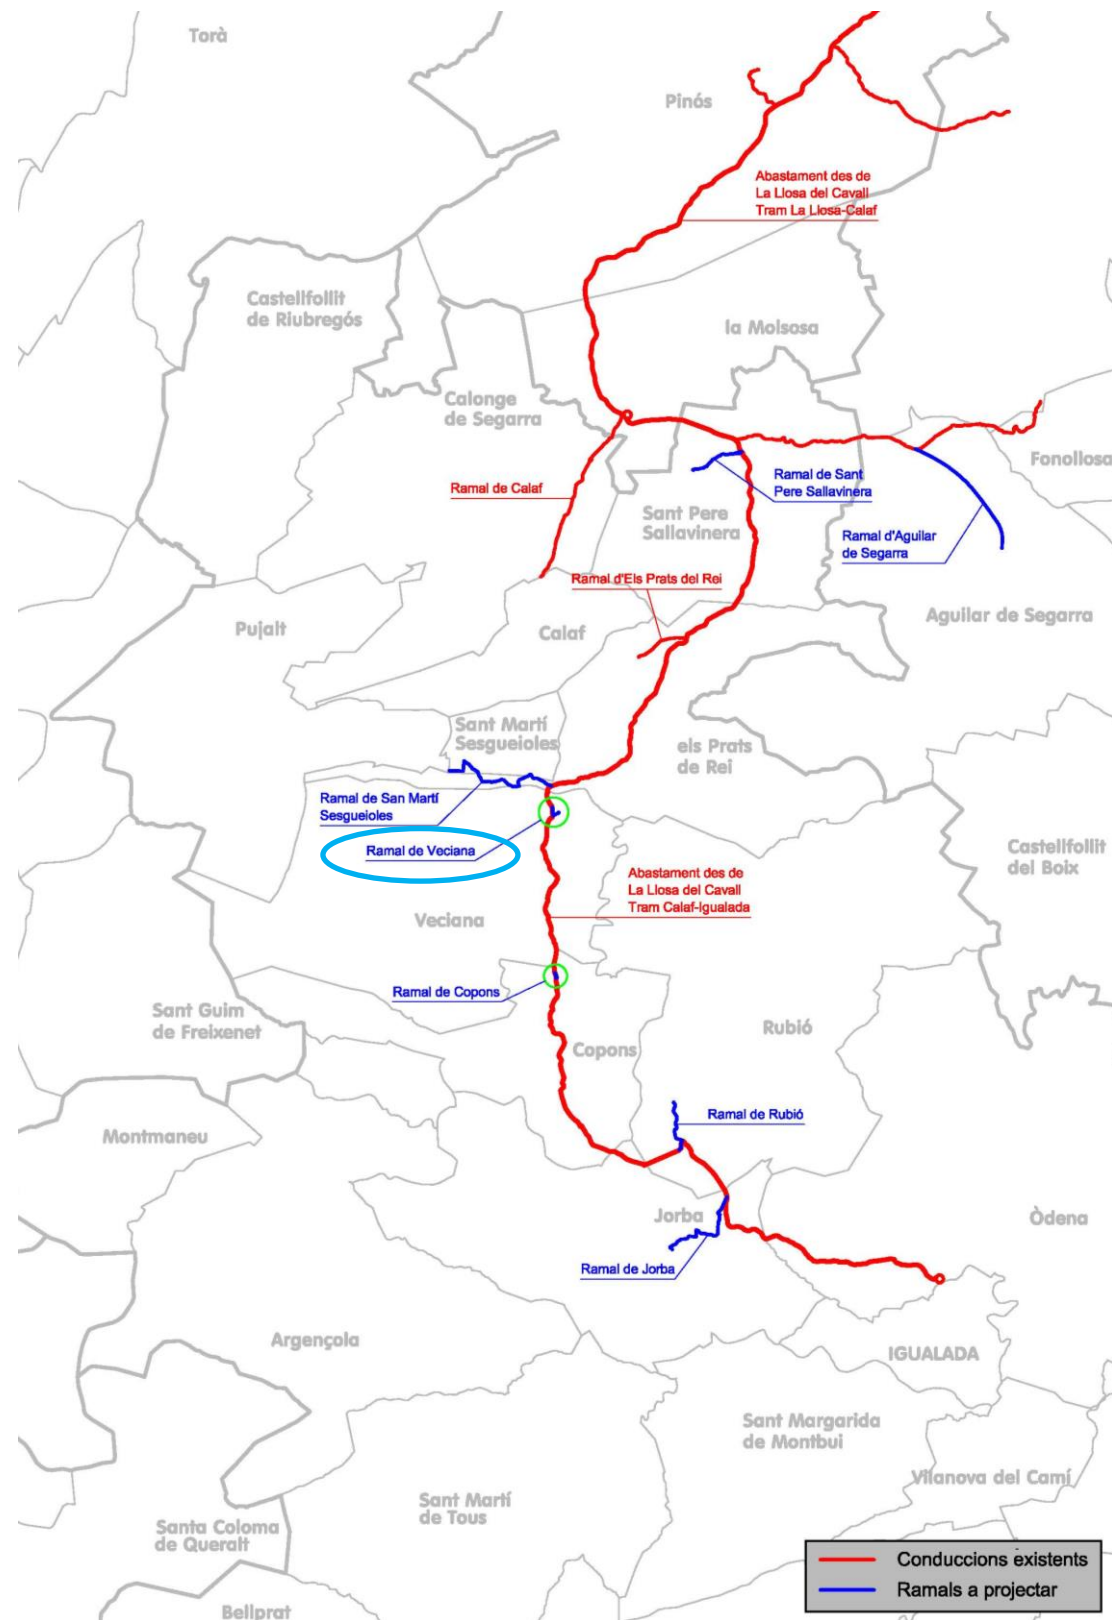 Torà
Pinós
Abastament des de
La Llosa del Cavall
Tram La Llosa-Calaf
Castellfollit
de Riubregós
la Molsosa
Calonge
de Segarra
Fonollosa
Ramal de Calaf
Ramal de Sant
Pere Sallavinera
Sant Pere
Sallavinera
Ramal d'Aguilar
de Segarra
Ramal d'Els Prats del Rei
Pujalt
Calaf
Aguilar de Segarra
Sant Martí
Sesgueioles
els Prats
de Rei
Ramal de San Martí
Sesgueioles
Ramal de Veciana
Castellfollit
del Boix
Abastament des de
La Llosa del Cavall
Tram Calaf-Igualada
Veciana
Ramal de Copons
Sant Guim
de Freixenet
Rubió
Copons
Ramal de Rubió
Montmaneu
Jorba
Òdena
Ramal de Jorba
Argençola
IGUALADA
Sant Margarida
de Montbui
Vilanova del Camí
Sant Martí
de Tous
Santa Coloma
de Queralt
Conduccions existents
Ramals a projectar
Bellprat